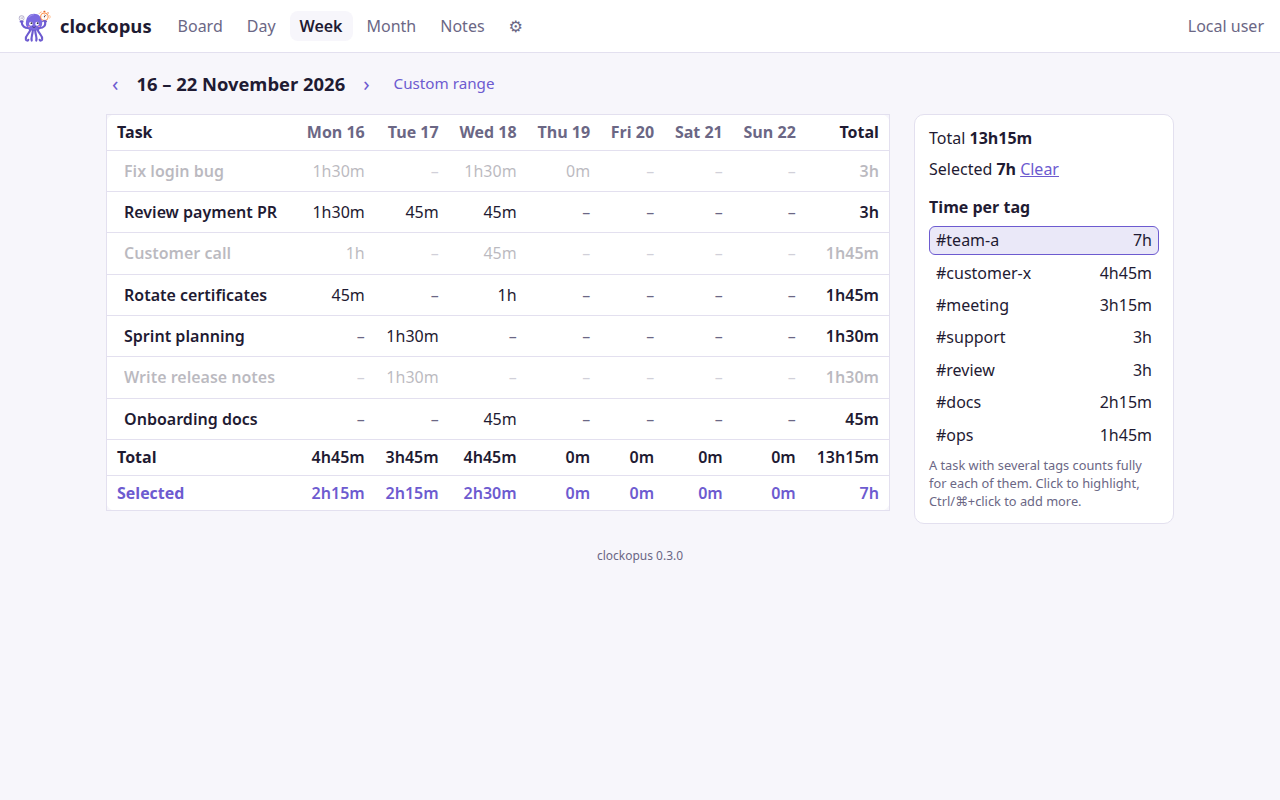 clockopus Board Day Week Month Notes ⚙ Local user
‹ 16 – 22 November 2026 › Custom range
Task Mon 16 Tue 17 Wed 18 Thu 19 Fri 20 Sat 21 Sun 22 Total
Fix login bug 1h30m – 1h30m 0m – – – 3h
Review payment PR 1h30m 45m 45m – – – – 3h
Customer call 1h – 45m – – – – 1h45m
Rotate certificates 45m – 1h – – – – 1h45m
Sprint planning – 1h30m – – – – – 1h30m
Write release notes – 1h30m – – – – – 1h30m
Onboarding docs – – 45m – – – – 45m
Total 4h45m 3h45m 4h45m 0m 0m 0m 0m 13h15m
Selected 2h15m 2h15m 2h30m 0m 0m 0m 0m 7h
Total 13h15m
Selected 7h Clear
Time per tag
#team-a 7h
#customer-x 4h45m
#meeting 3h15m
#support 3h
#review 3h
#docs 2h15m
#ops 1h45m
A task with several tags counts fully
for each of them. Click to highlight,
Ctrl/⌘+click to add more.
clockopus 0.3.0